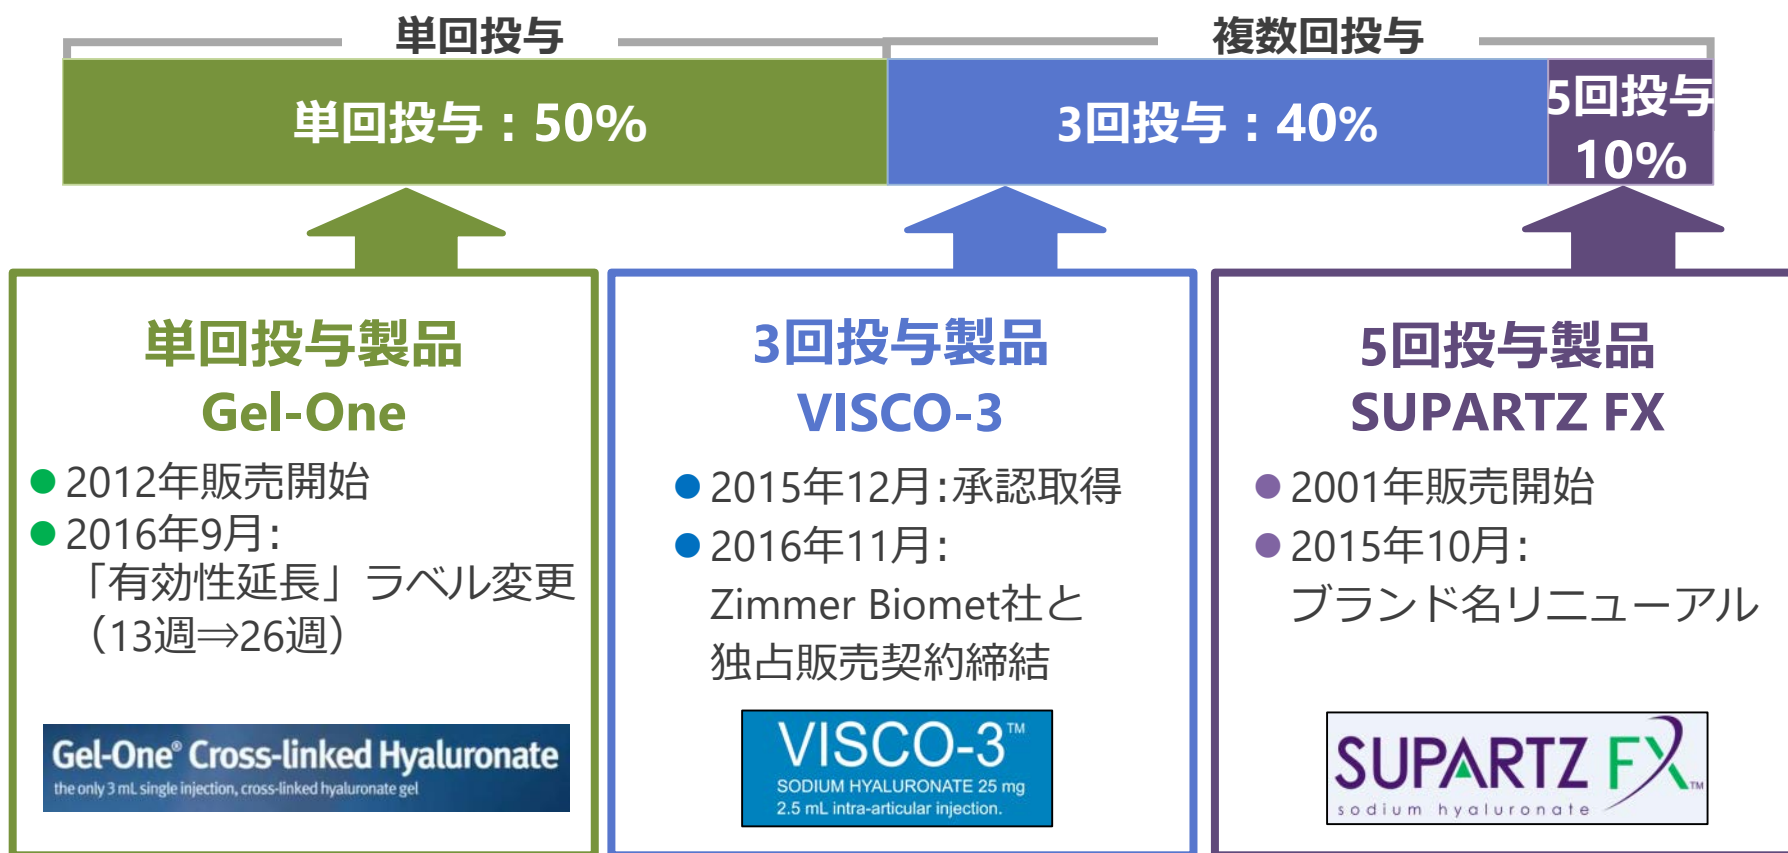 単回投与
複数回投与
単回投与：50%
3回投与：40%
5回投与
10%
単回投与製品
Gel-One
● 2012年販売開始
● 2016年9月:
「有効性延長」ラベル変更
（13週⇒26週）
Gel-One® Cross-linked Hyaluronate
the only 3 mL single injection, cross-linked hyaluronate gel
3回投与製品
VISCO-3
● 2015年12月:承認取得
● 2016年11月:
Zimmer Biomet社と
独占販売契約締結
VISCO-3™
SODIUM HYALURONATE 25 mg
2.5 mL intra-articular injection.
5回投与製品
SUPARTZ FX
● 2001年販売開始
● 2015年10月:
ブランド名リニューアル
SUPARTZ FX™
sodium hyaluronate